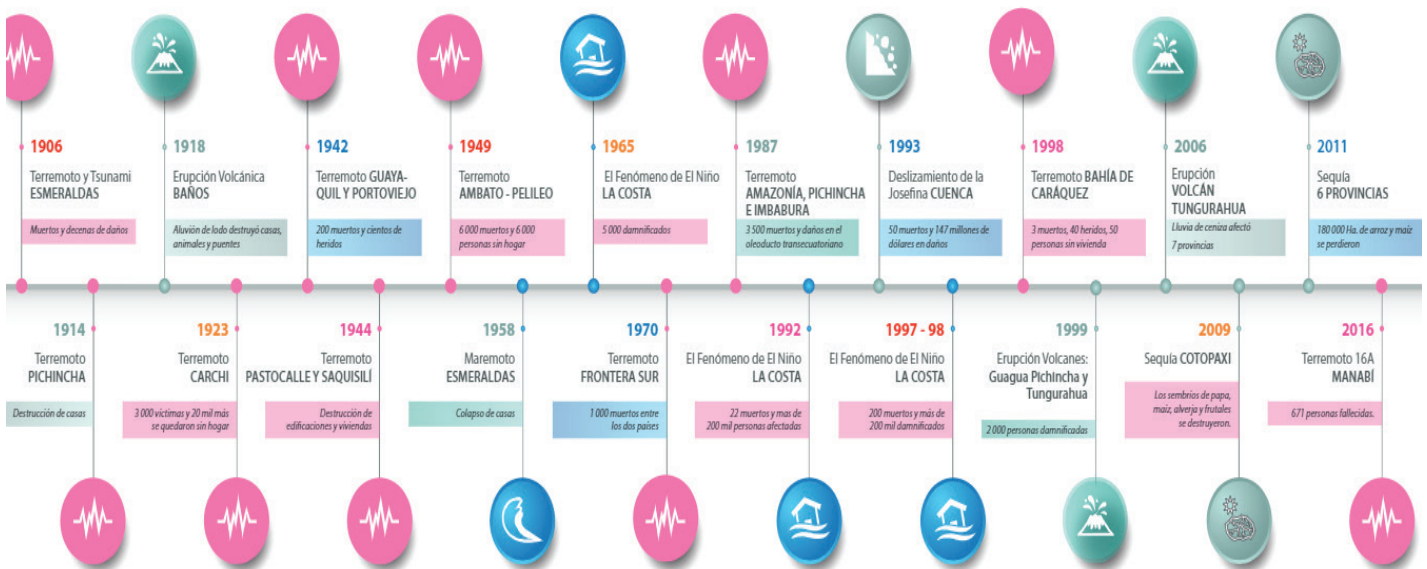 1906
Terremoto y Tsunami
ESMERALDAS
Muertos y decenas de daños
1918
Erupción Volcánica
BAÑOS
Aluvión de lodo destruyó casas,
animales y puentes
1942
Terremoto GUAYA-
QUIL Y PORTOVIEJO
200 muertos y cientos de
heridos
1949
Terremoto
AMBATO - PELILEO
6 000 muertos y 6 000
personas sin hogar
1965
El Fenómeno de El Niño
LA COSTA
5 000 damnificados
1987
Terremoto
AMAZONÍA, PICHINCHA
E IMBABURA
3 500 muertos y daños en el
oleoducto transecuatoriano
1993
Deslizamiento de la
Josefina CUENCA
50 muertos y 147 millones de
dólares en daños
1998
Terremoto BAHÍA DE
CARÁQUEZ
3 muertos, 40 heridos, 50
personas sin vivienda
2006
Erupción
VOLCÁN
TUNGURAHUA
Lluvia de ceniza afectó
7 provincias
2011
Sequía
6 PROVINCIAS
180 000 Ha. de arroz y maíz
se perdieron
1914
Terremoto
PICHINCHA
Destrucción de casas
1923
Terremoto
CARCHI
3 000 víctimas y 20 mil más
se quedaron sin hogar
1944
Terremoto
PASTOCALLE Y SAQUISILÍ
Destrucción de
edificaciones y viviendas
1958
Maremoto
ESMERALDAS
Colapso de casas
1970
Terremoto
FRONTERA SUR
1 000 muertos entre
los dos países
1992
El Fenómeno de El Niño
LA COSTA
22 muertos y mas de
200 mil personas afectadas
1997 - 98
El Fenómeno de El Niño
LA COSTA
200 muertos y más de
200 mil damnificados
1999
Erupción Volcanes:
Guagua Pichincha y
Tungurahua
2 000 personas damnificadas
2009
Sequía COTOPAXI
Los sembrios de papa,
maíz, alverja y frutales
se destruyeron.
2016
Terremoto 16A
MANABÍ
671 personas fallecidas.